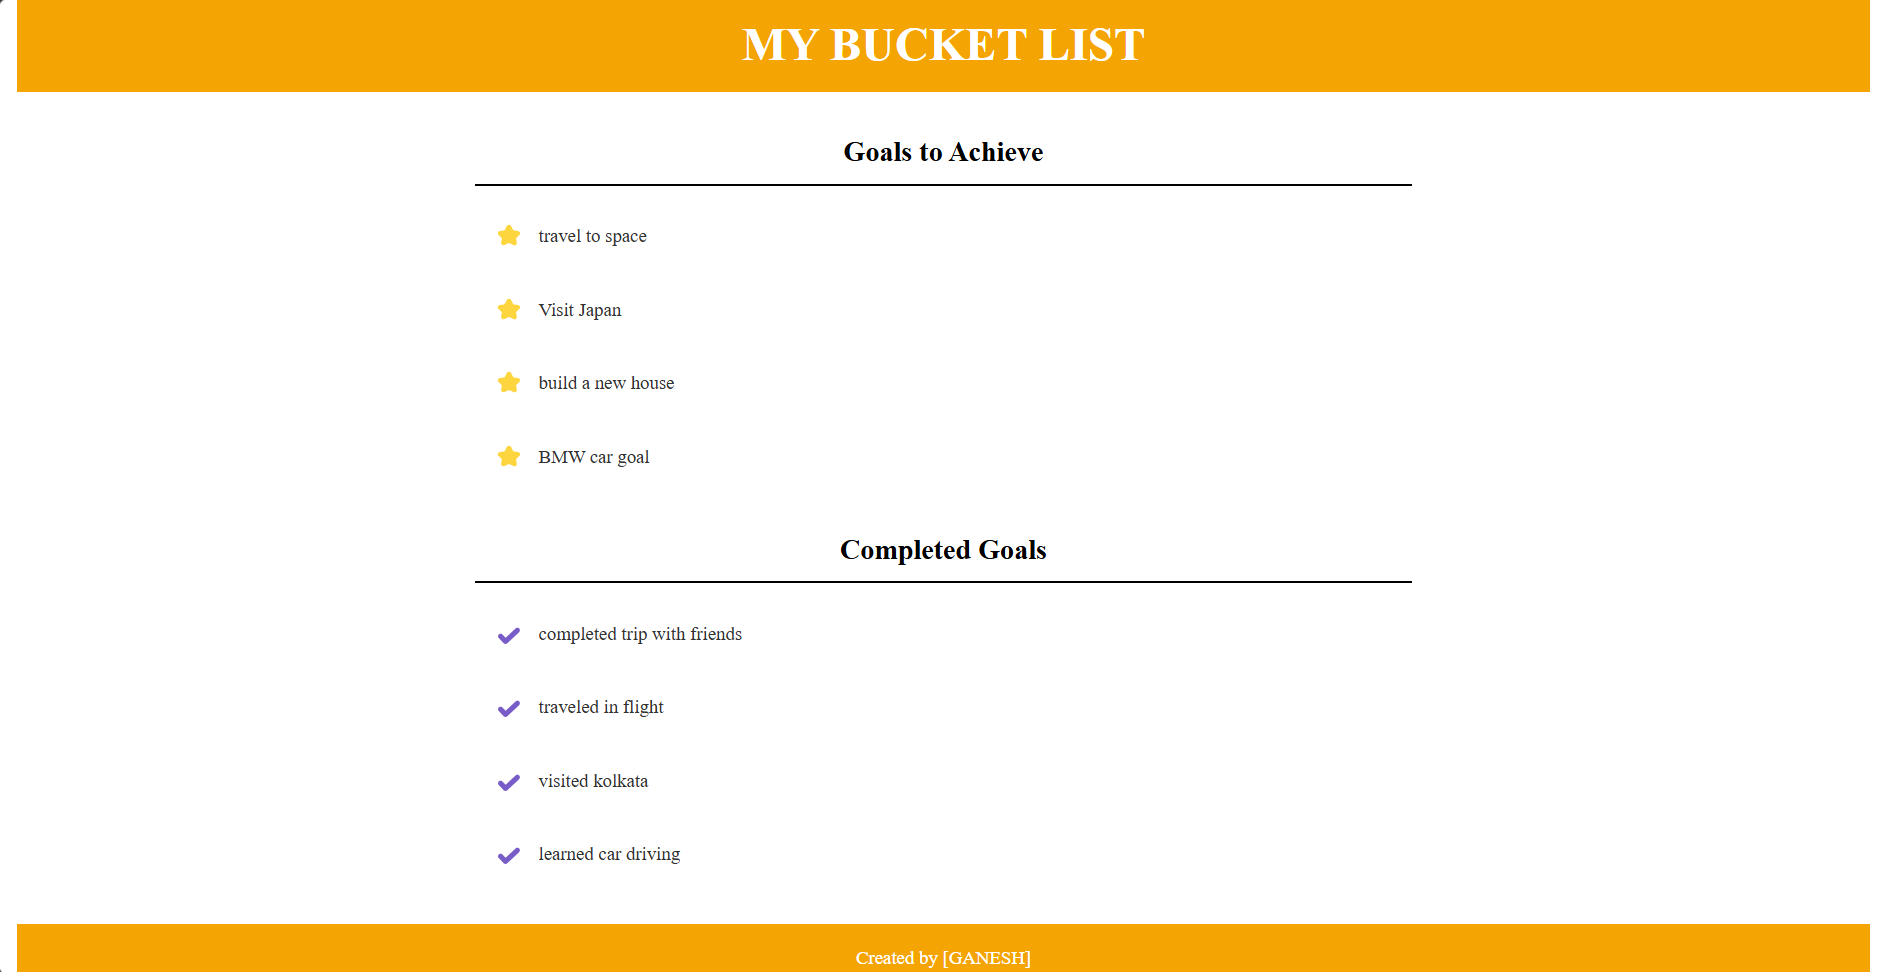 MY BUCKET LIST
Goals to Achieve
travel to space
Visit Japan
build a new house
BMW car goal
Completed Goals
completed trip with friends
traveled in flight
visited kolkata
learned car driving
Created by [GANESH]